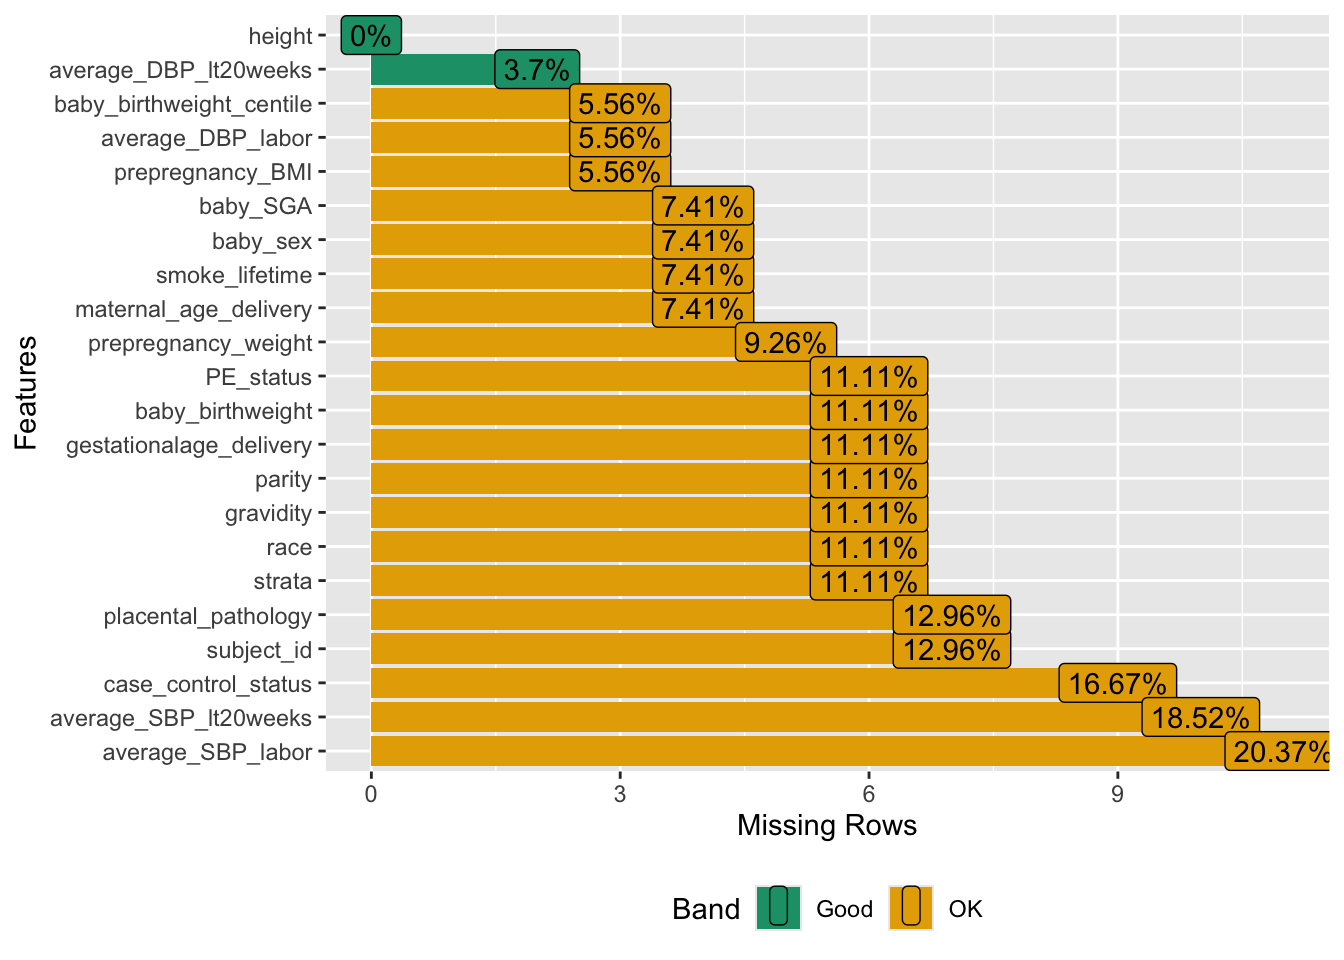 height 0%
average_DBP_lt20weeks 3.7%
baby_birthweight_centile 5.56%
average_DBP_labor 5.56%
prepregnancy_BMI 5.56%
baby_SGA 7.41%
baby_sex 7.41%
smoke_lifetime 7.41%
maternal_age_delivery 7.41%
prepregnancy_weight 9.26%
PE_status 11.11%
baby_birthweight 11.11%
gestationalage_delivery 11.11%
parity 11.11%
gravidity 11.11%
race 11.11%
strata 11.11%
placental_pathology 12.96%
subject_id 12.96%
case_control_status 16.67%
average_SBP_lt20weeks 18.52%
average_SBP_labor 20.37%
Features
0 3 6 9
Missing Rows
Band Good OK